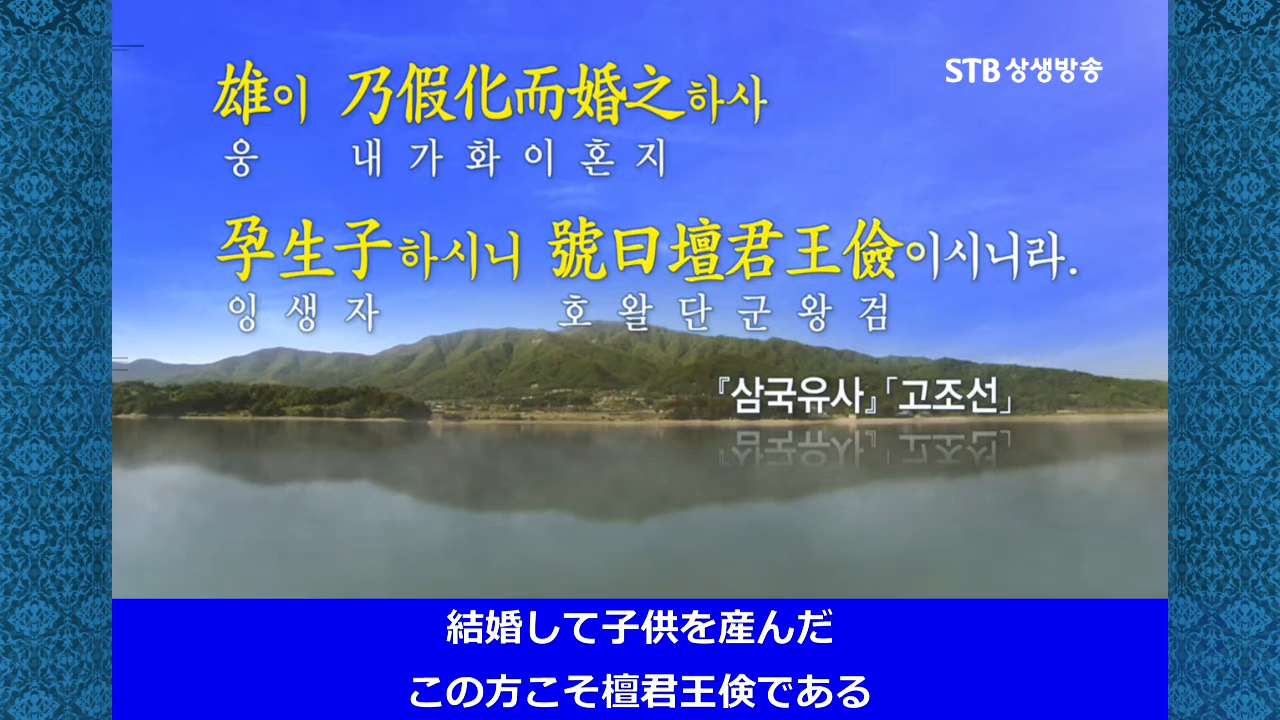 STB 상생방송
雄이 乃假化而婚之하사
웅 내 가 화 이 혼 지
孕生子하시니 號曰壇君王儉이시니라.
잉 생 자 호 왈 단 군 왕 검
『삼국유사』「고조선」
結婚して子供を産んだ
この方こそ檀君王倹である